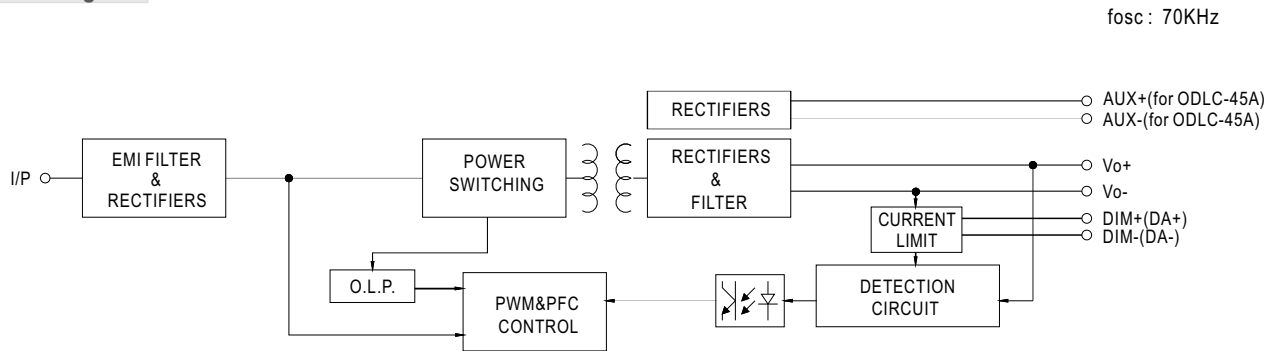 fosc : 70KHz
RECTIFIERS
AUX+(for ODLC-45A)
AUX-(for ODLC-45A)
I/P
EMI FILTER
&
RECTIFIERS
POWER
SWITCHING
RECTIFIERS
&
FILTER
Vo+
Vo-
CURRENT
LIMIT
DIM+(DA+)
DIM-(DA-)
O.L.P.
PWM&PFC
CONTROL
DETECTION
CIRCUIT